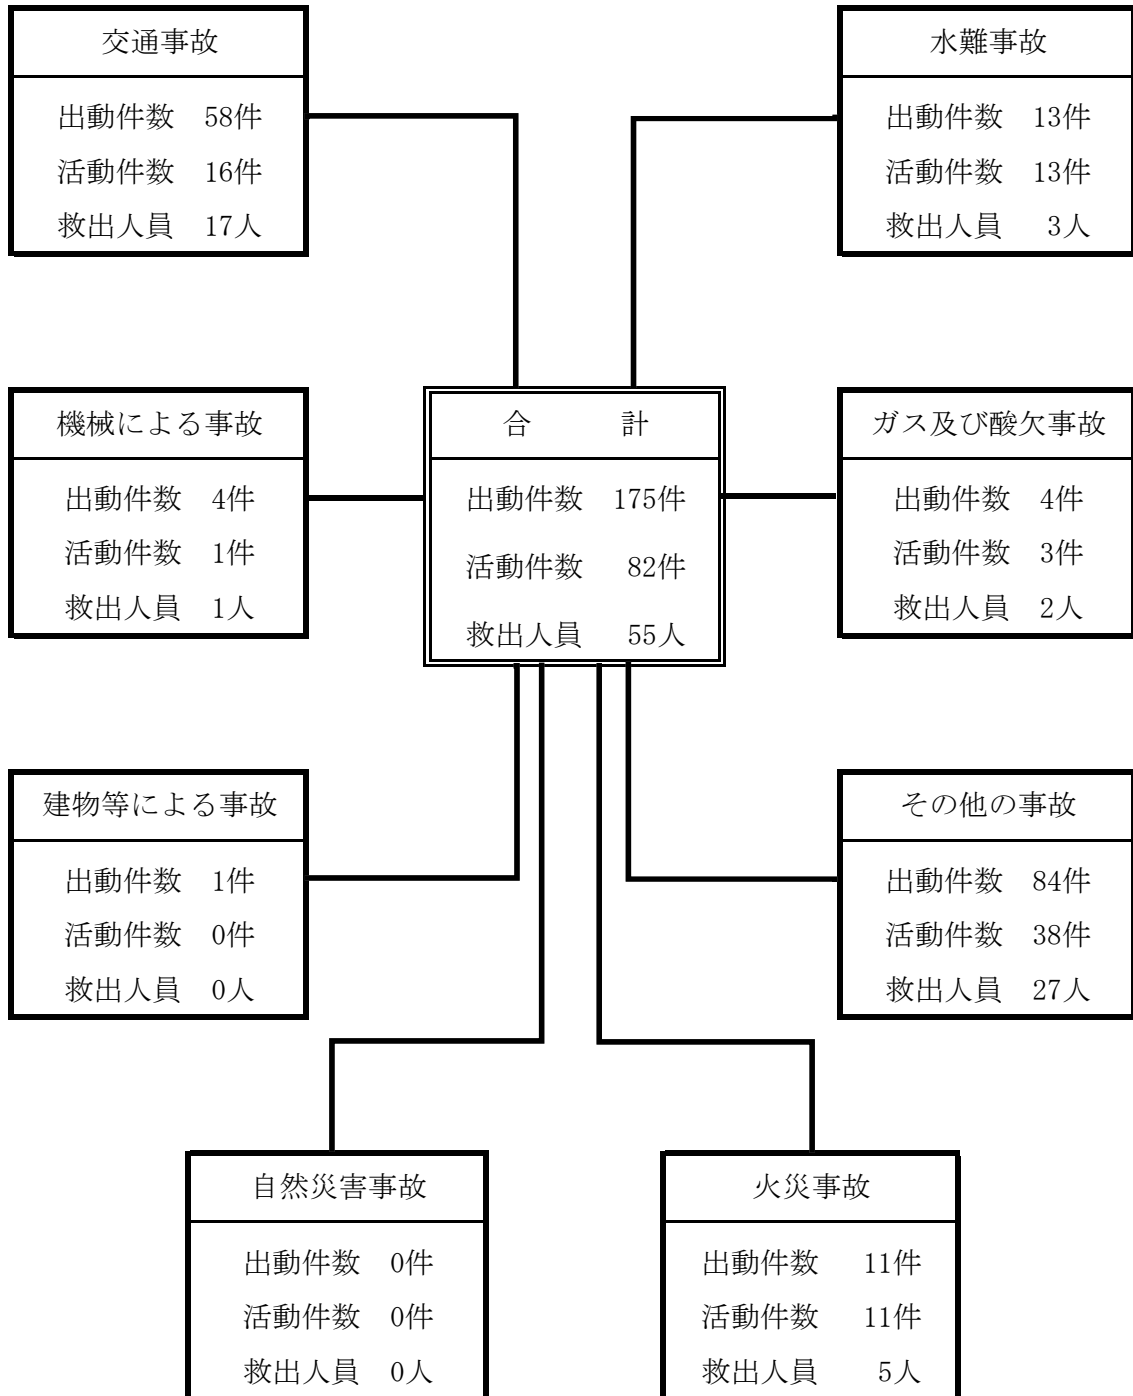 交通事故
出動件数 58件
活動件数 16件
救出人員 17人
水難事故
出動件数 13件
活動件数 13件
救出人員 3人
機械による事故
出動件数 4件
活動件数 1件
救出人員 1人
合 計
出動件数 175件
活動件数 82件
救出人員 55人
ガス及び酸欠事故
出動件数 4件
活動件数 3件
救出人員 2人
建物等による事故
出動件数 1件
活動件数 0件
救出人員 0人
その他の事故
出動件数 84件
活動件数 38件
救出人員 27人
自然災害事故
出動件数 0件
活動件数 0件
救出人員 0人
火災事故
出動件数 11件
活動件数 11件
救出人員 5人